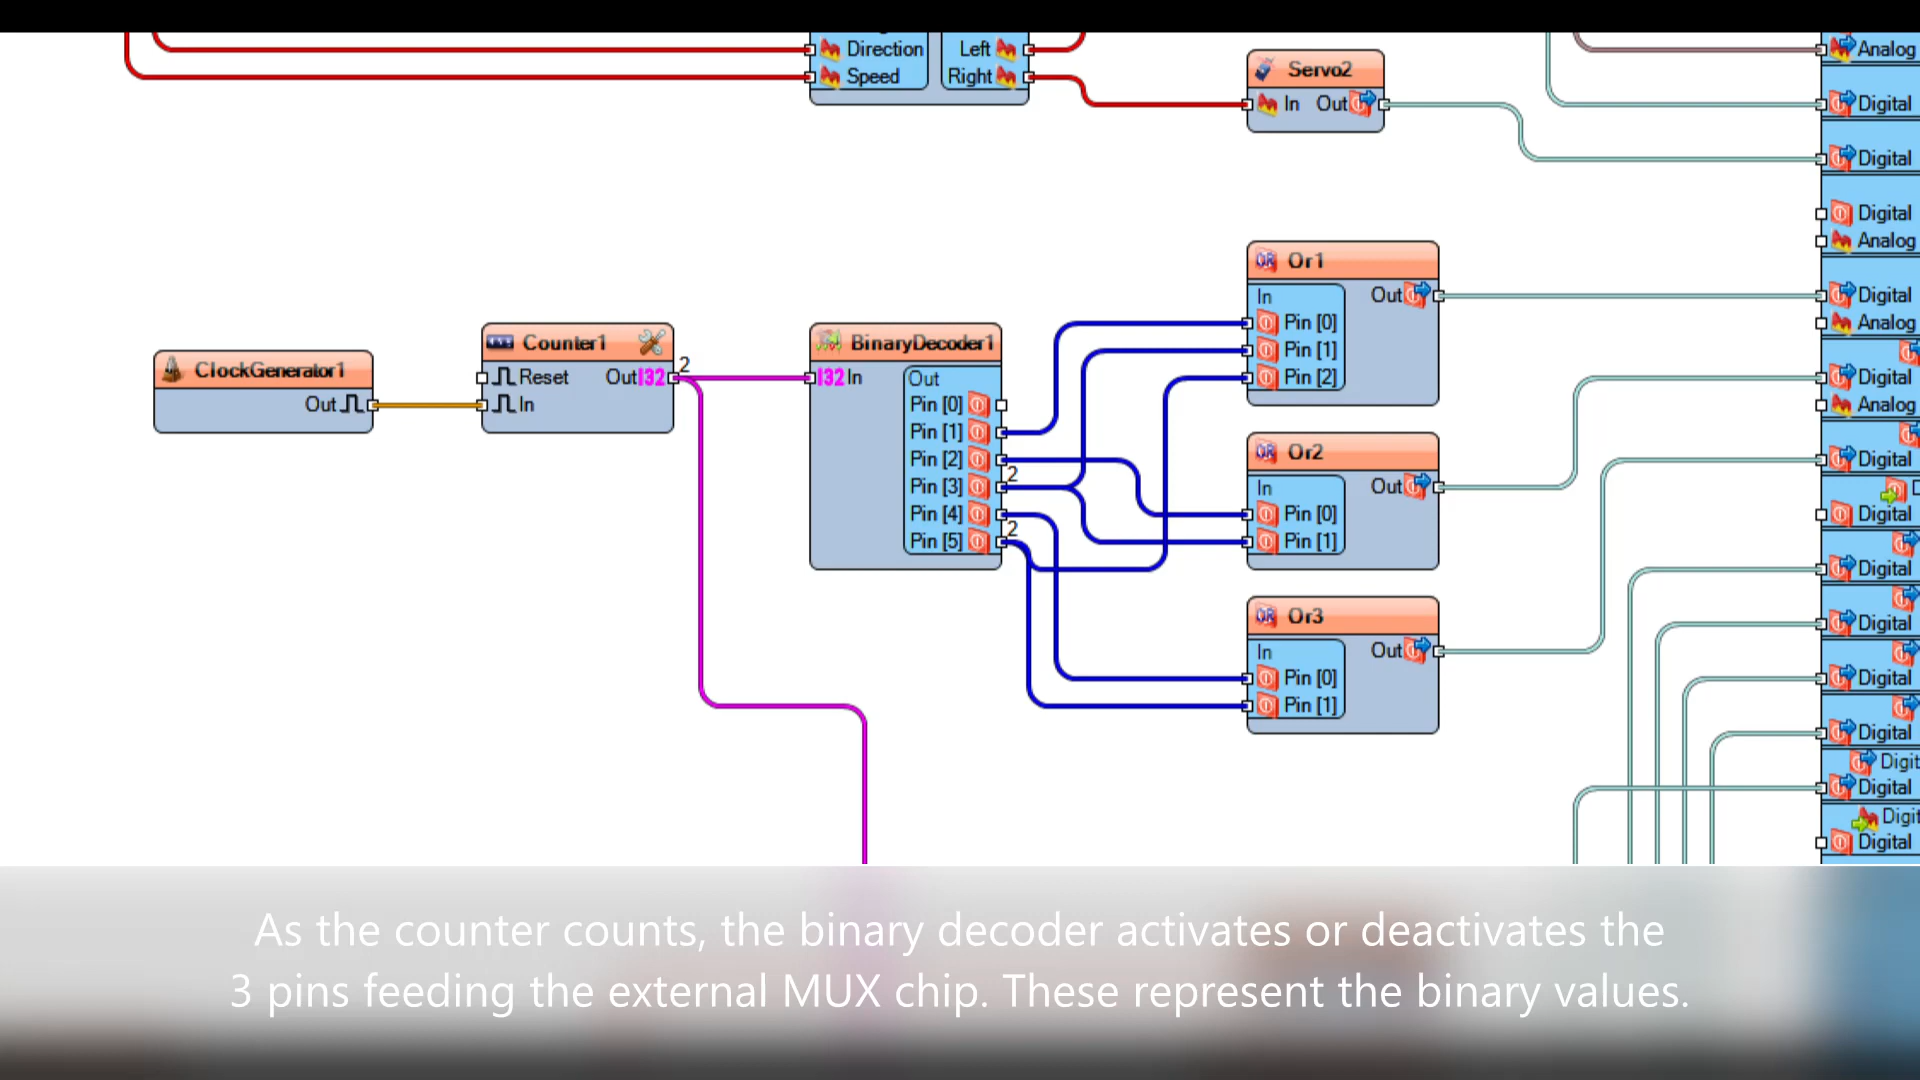 Direction
Speed
Left
Right
Servo2
In Out
Analog
Digital
Digital
Digital
Analog
Or1
In Out
Pin [0]
Pin [1]
Pin [2]
Digital
Analog
ClockGenerator1
Out
Counter1
Reset Out I32
In
2
BinaryDecoder1
I32 In
Out
Pin [0]
Pin [1]
Pin [2]
Pin [3]
Pin [4]
Pin [5]
2
2
Or2
In Out
Pin [0]
Pin [1]
Digital
Analog
Digital
Digital
Or3
In Out
Pin [0]
Pin [1]
Digital
Digital
Digital
Digital
Digit
Digital
Digit
Digital
As the counter counts, the binary decoder activates or deactivates the
3 pins feeding the external MUX chip. These represent the binary values.